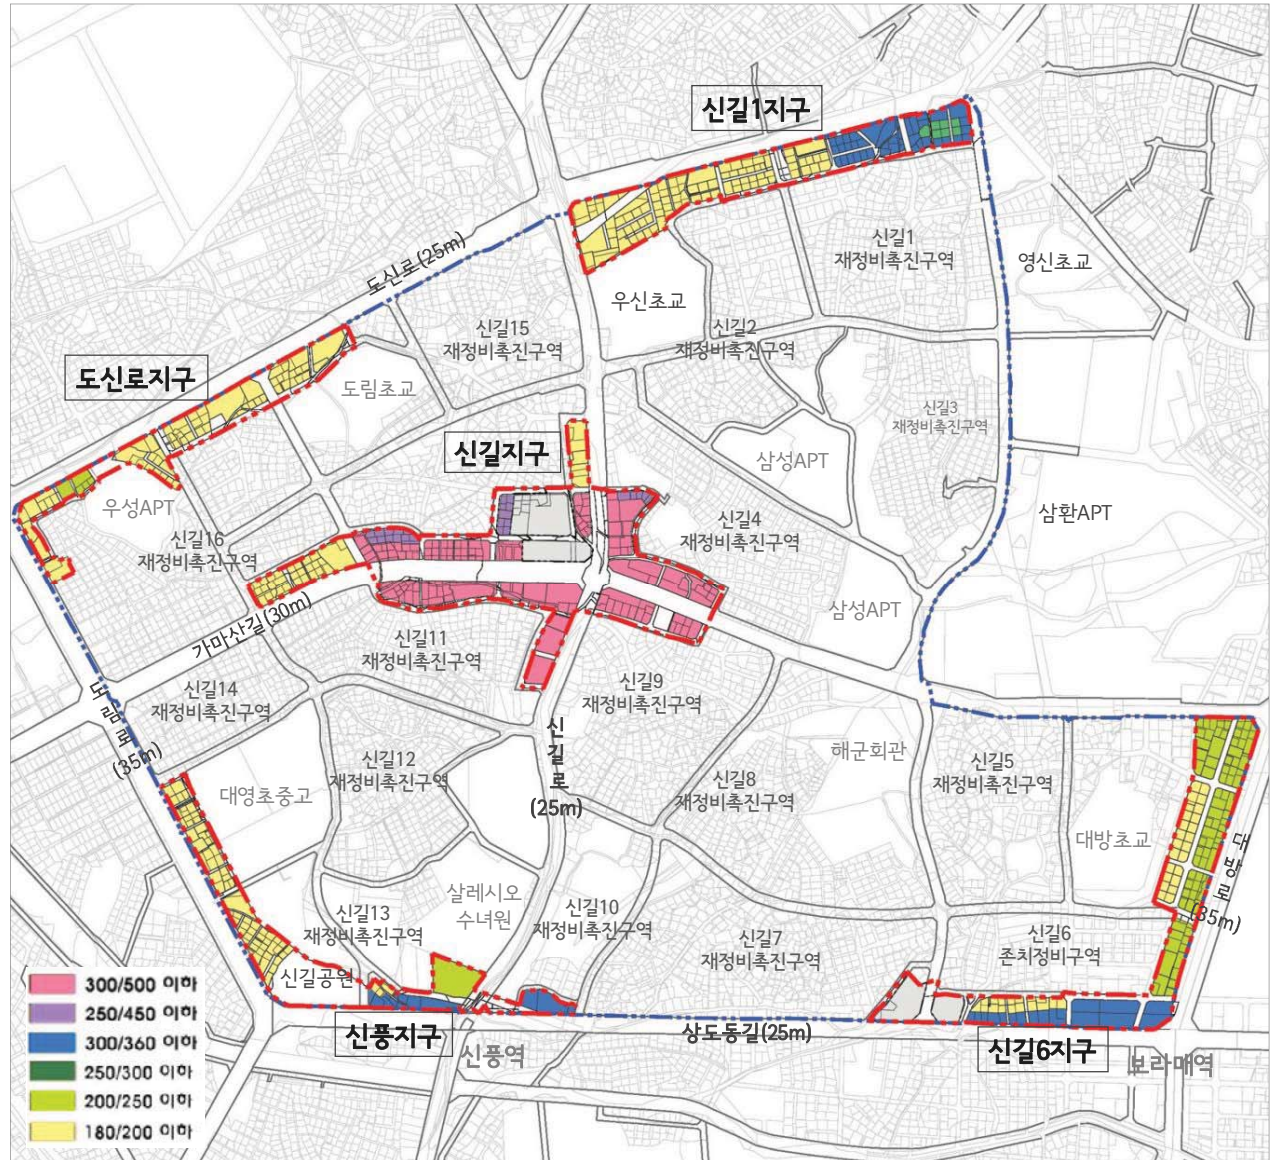 신길1지구
신길1
재정비촉진구역
영신초교
도신로(25m)
우신초교
신길15
재정비촉진구역
신길2
재정비촉진구역
도신로지구
도림초교
신길3
재정비촉진구역
신길지구
삼성APT
우성APT
삼환APT
신길4
재정비촉진구역
신길16
재정비촉진구역
삼성APT
가마산길(30m)
신길11
재정비촉진구역
신길14
재정비촉진구역
신길9
재정비촉진구역
도림로
(35m)
신길로
(25m)
해군회관
신길12
재정비촉진구역
신길8
재정비촉진구역
신길5
재정비촉진구역
대영초중고
대방초교
대방로
(35m)
살레시오
수녀원
신길13
재정비촉진구역
신길10
재정비촉진구역
신길7
재정비촉진구역
신길6
존치정비구역
신길공원
300/500 이하
250/450 이하
300/360 이하
250/300 이하
200/250 이하
180/200 이하
신풍지구
신풍역
상도동길(25m)
신길6지구
보라매역